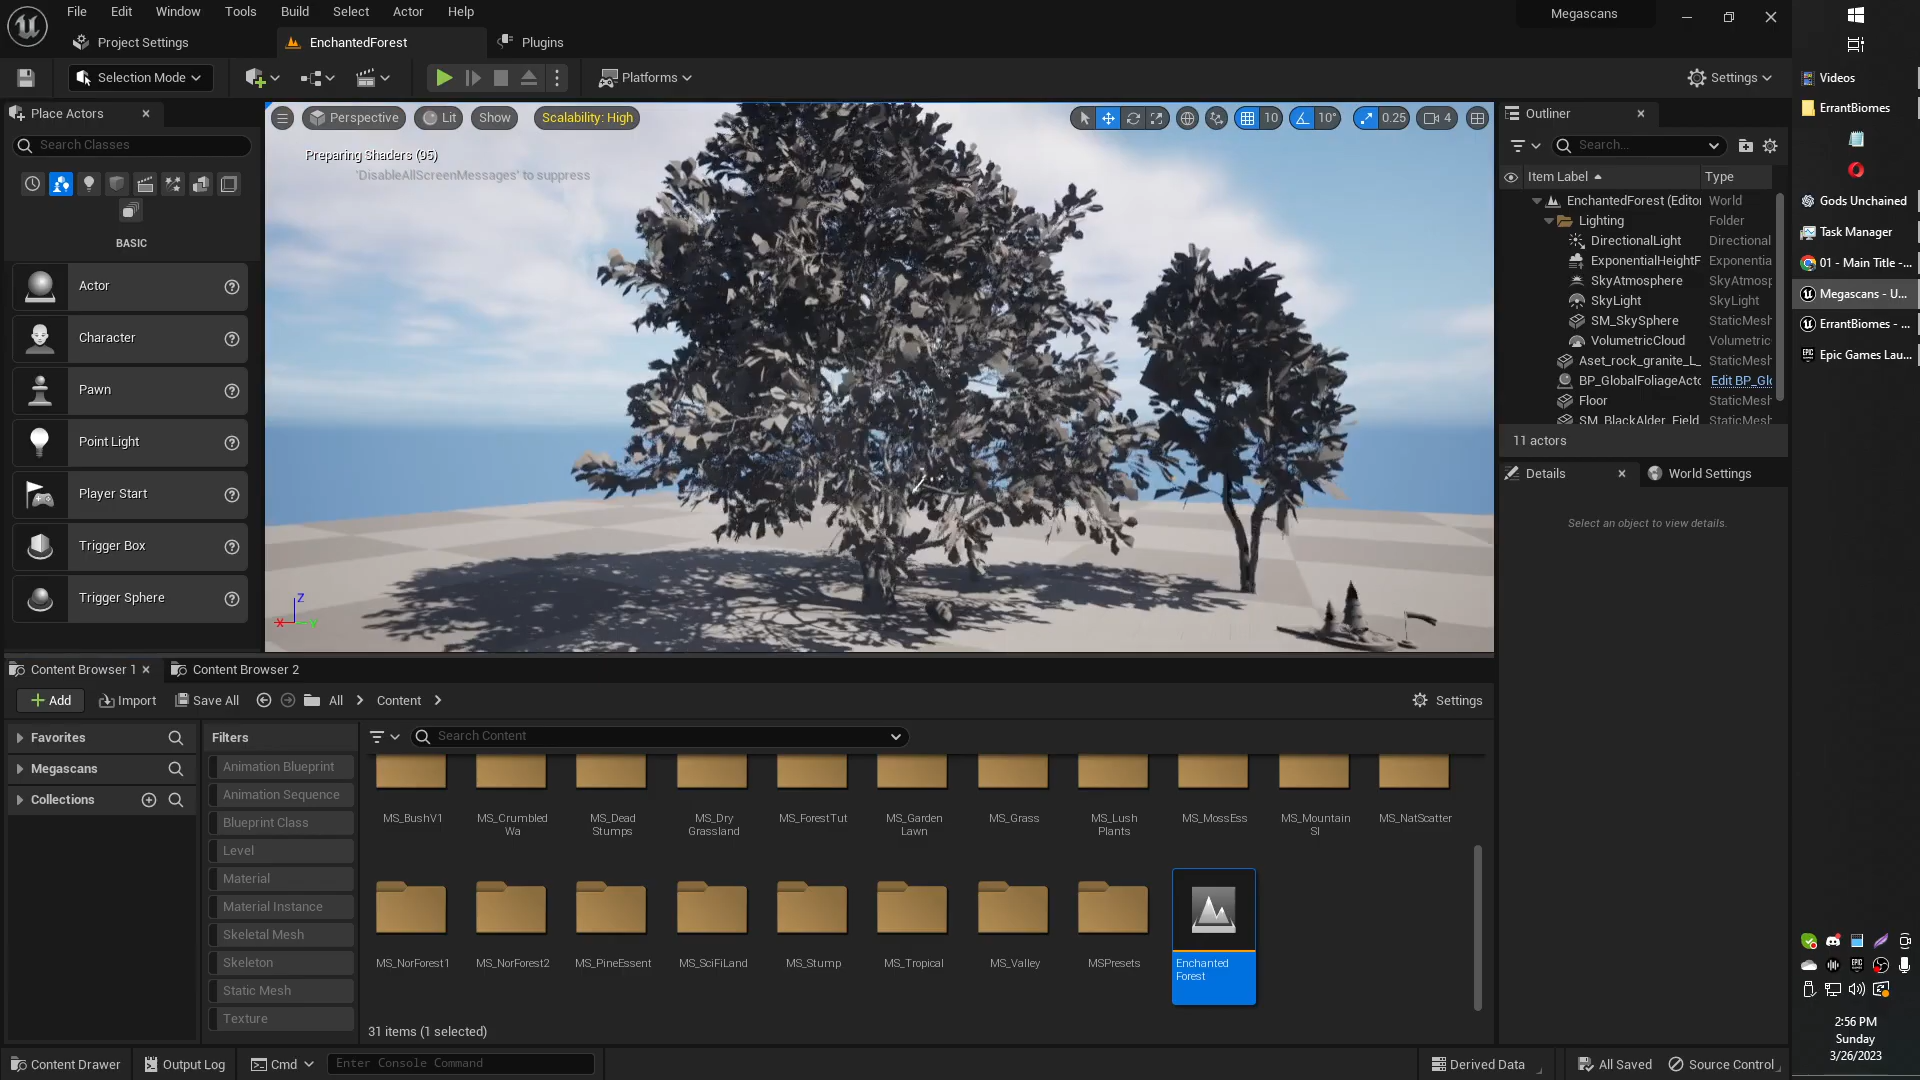 File Edit Window Tools Build Select Actor Help
Megascans
Project Settings
EnchantedForest
Plugins
Selection Mode
Platforms
Settings
Place Actors
Search Classes
BASIC
Actor
Character
Pawn
Point Light
Player Start
Trigger Box
Trigger Sphere
Perspective
Lit
Show
Scalability: High
10
10°
0.25
4
Preparing Shaders (95)
'DisableAllScreenMessages' to suppress
Z
X
Y
Outliner
Search...
Item Label
Type
EnchantedForest (Editor World
Lighting Folder
DirectionalLight Directional
ExponentialHeightF Exponentia
SkyAtmosphere SkyAtmosp
SkyLight SkyLight
SM_SkySphere StaticMesh
VolumetricCloud Volumetric
Aset_rock_granite_L_ StaticMesh
BP_GlobalFoliageActo Edit BP_Glo
Floor StaticMesh
SM_BlackAlder_Field StaticMesh
11 actors
Details
World Settings
Select an object to view details.
Content Browser 1
Content Browser 2
Add
Import
Save All
All
Content
Settings
Favorites
Megascans
Collections
Filters
Animation Blueprint
Animation Sequence
Blueprint Class
Level
Material
Material Instance
Skeletal Mesh
Skeleton
Static Mesh
Texture
Search Content
MS_BushV1
MS_Crumbled
Wa
MS_Dead
Stumps
MS_Dry
Grassland
MS_ForestTut
MS_Garden
Lawn
MS_Grass
MS_Lush
Plants
MS_MossEss
MS_Mountain
Sl
MS_NatScatter
MS_NorForest1
MS_NorForest2
MS_PineEssent
MS_SciFiLand
MS_Stump
MS_Tropical
MS_Valley
MSPresets
Enchanted
Forest
31 items (1 selected)
Content Drawer
Output Log
Cmd
Enter Console Command
Derived Data
All Saved
Source Control
Videos
ErrantBiomes
Gods Unchained
Task Manager
01 - Main Title -...
Megascans - U...
ErrantBiomes - ...
Epic Games Lau...
2:56 PM
Sunday
3/26/2023